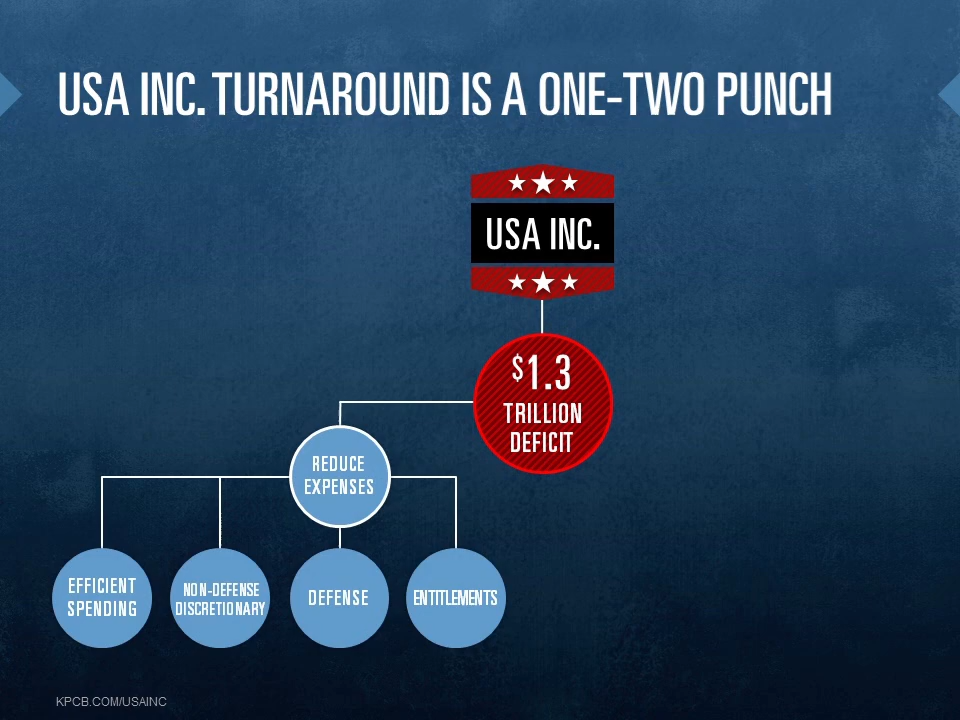 USA INC. TURNAROUND IS A ONE-TWO PUNCH
USA INC.
$1.3
TRILLION
DEFICIT
REDUCE
EXPENSES
EFFICIENT
SPENDING
NON-DEFENSE
DISCRETIONARY
DEFENSE
ENTITLEMENTS
KPCB.COM/USAINC